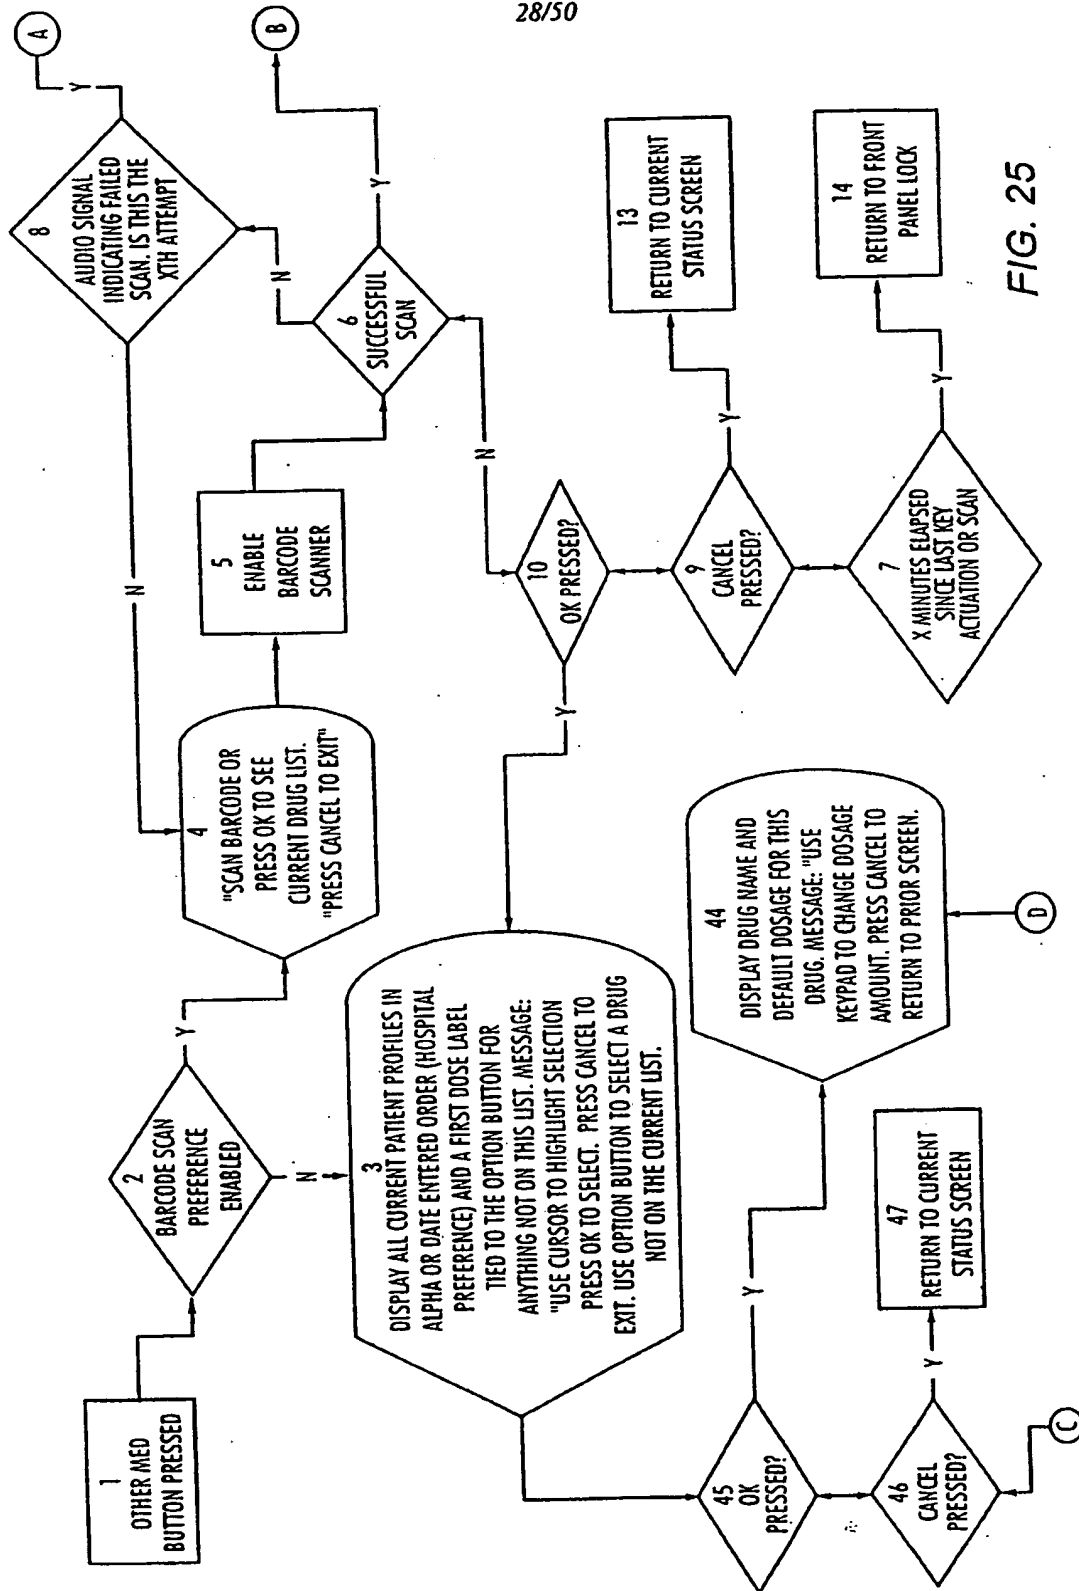 28/50
1
OTHER MED
BUTTON PRESSED
2
BARCODE SCAN
PREFERENCE
ENABLED
Y
N
4
"SCAN BARCODE OR
PRESS OK TO SEE
CURRENT DRUG LIST.
"PRESS CANCEL TO EXIT"
5
ENABLE
BARCODE
SCANNER
6
SUCCESSFUL
SCAN
Y
N
8
AUDIO SIGNAL
INDICATING FAILED
SCAN. IS THIS THE
XTH ATTEMPT
N
Y
A
B
3
DISPLAY ALL CURRENT PATIENT PROFILES IN
ALPHA OR DATE ENTERED ORDER (HOSPITAL
PREFERENCE) AND A FIRST DOSE LABEL
TIED TO THE OPTION BUTTON FOR
ANYTHING NOT ON THIS LIST. MESSAGE:
"USE CURSOR TO HIGHLIGHT SELECTION
PRESS OK TO SELECT. PRESS CANCEL TO
EXIT. USE OPTION BUTTON TO SELECT A DRUG
NOT ON THE CURRENT LIST.
N
10
OK PRESSED?
Y
9
CANCEL
PRESSED?
Y
13
RETURN TO CURRENT
STATUS SCREEN
7
X MINUTES ELAPSED
SINCE LAST KEY
ACTUATION OR SCAN
Y
14
RETURN TO FRONT
PANEL LOCK
45
OK
PRESSED?
Y
44
DISPLAY DRUG NAME AND
DEFAULT DOSAGE FOR THIS
DRUG. MESSAGE: "USE
KEYPAD TO CHANGE DOSAGE
AMOUNT. PRESS CANCEL TO
RETURN TO PRIOR SCREEN.
D
46
CANCEL
PRESSED?
Y
47
RETURN TO CURRENT
STATUS SCREEN
C
FIG. 25